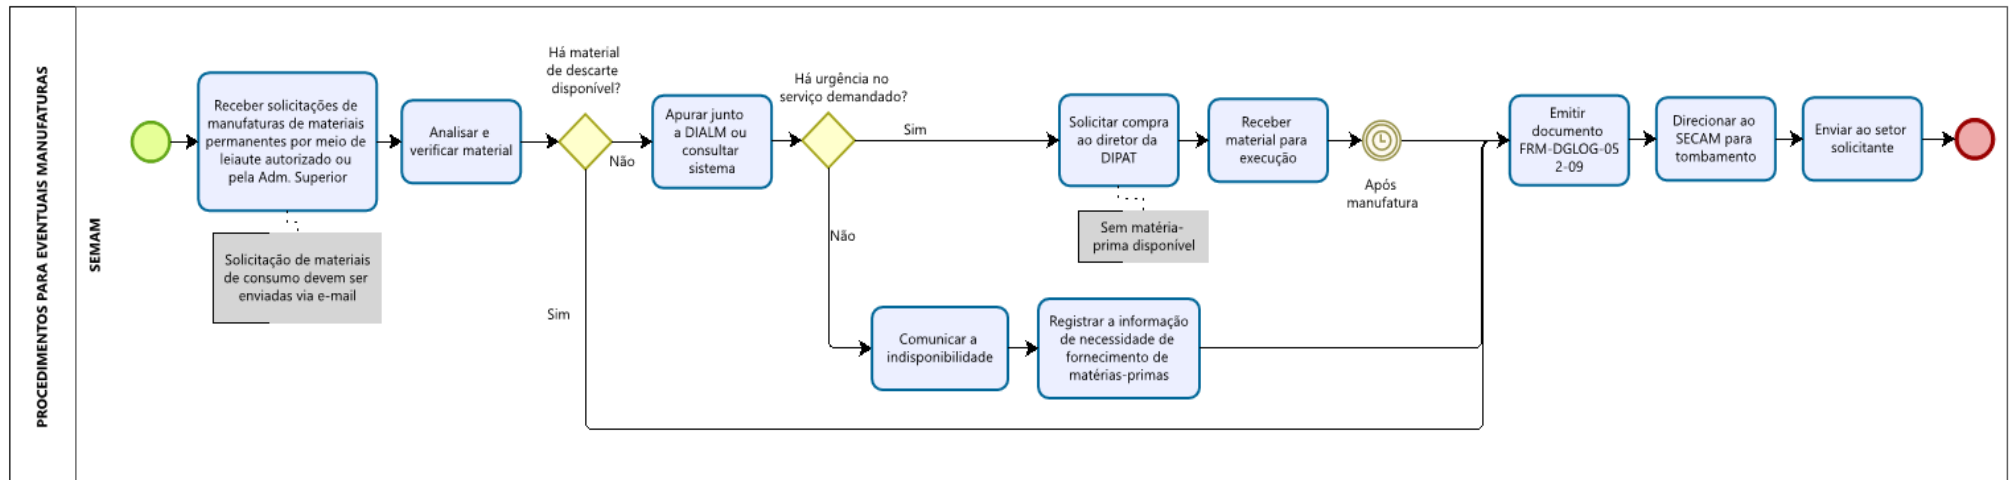 PROCEDIMENTOS PARA EVENTUAIS MANUFATURAS
SEMAM
Receber solicitações de
manufaturas de materiais
permanentes por meio de
leiaute autorizado ou
pela Adm. Superior
Solicitação de materiais
de consumo devem ser
enviadas via e-mail
Analisar e
verificar material
Há material
de descarte
disponível?
Não
Sim
Apurar junto
a DIALM ou
consultar
sistema
Há urgência no
serviço demandado?
Sim
Não
Solicitar compra
ao diretor da
DIPAT
Sem matéria-
prima disponível
Receber
material para
execução
Após
manufatura
Comunicar a
indisponibilidade
Registrar a informação
de necessidade de
fornecimento de
matérias-primas
Emitir
documento
FRM-DGLOG-05
2-09
Direcionar ao
SECAM para
tombamento
Enviar ao setor
solicitante